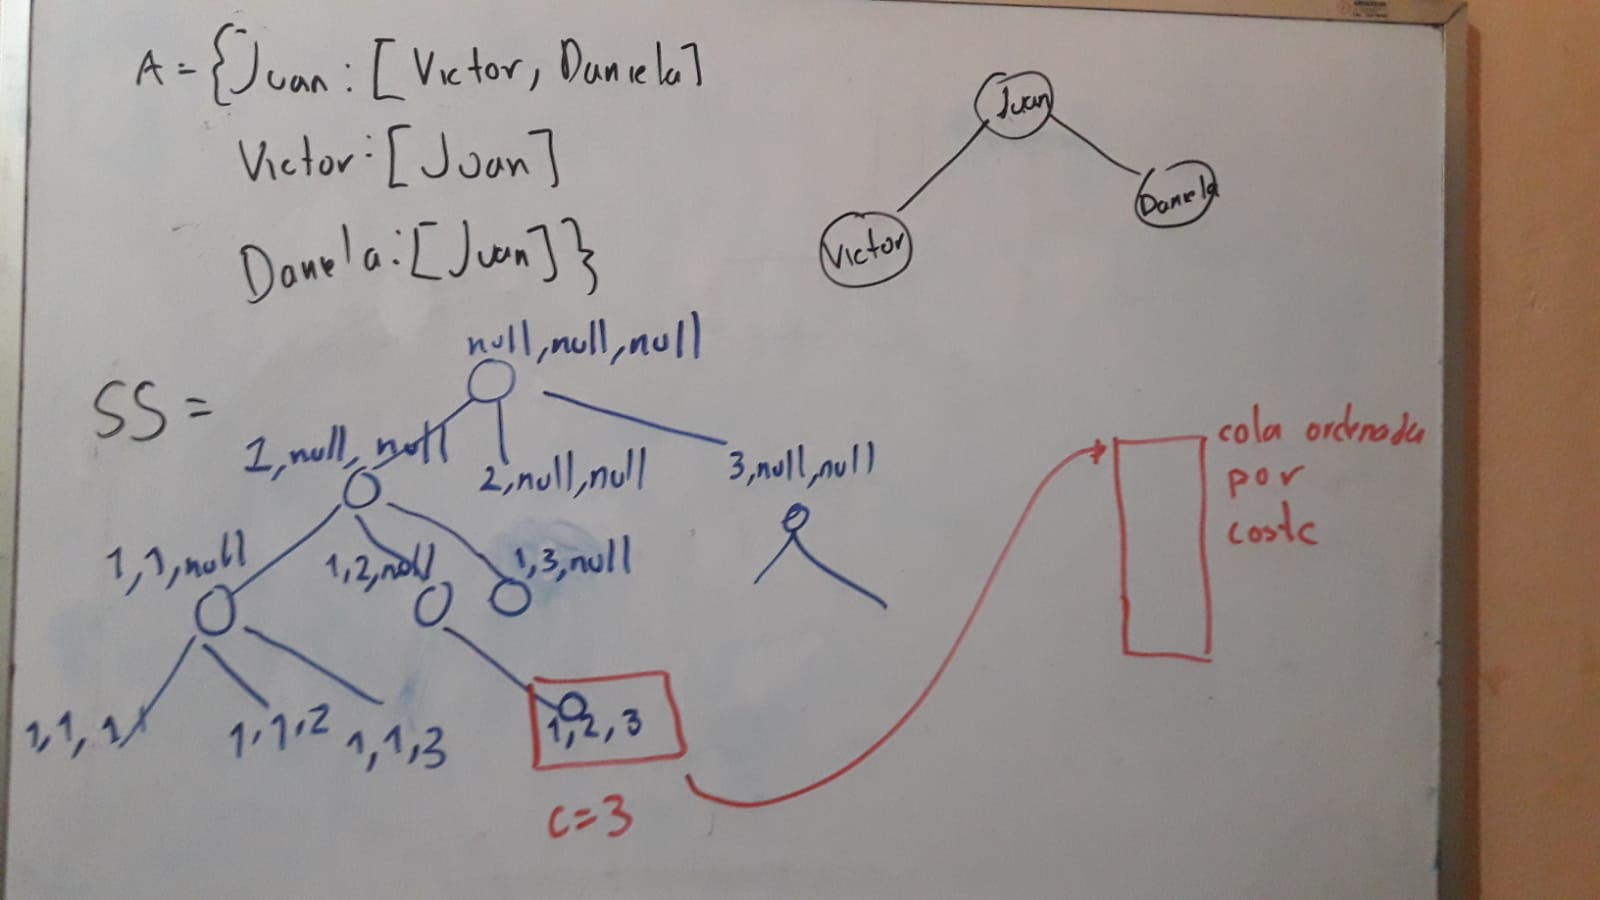 A = {Juan : [Victor, Daniela]
Victor : [Juan]
Daniela : [Juan]}
Juan
Victor
Daniela
SS =
null, null, null
1, null, null
2, null, null
3, null, null
1, 1, null
1, 2, null
1, 3, null
1, 1, 1
1, 1, 2
1, 1, 3
1, 2, 3
c = 3
cola ordenada
por
coste